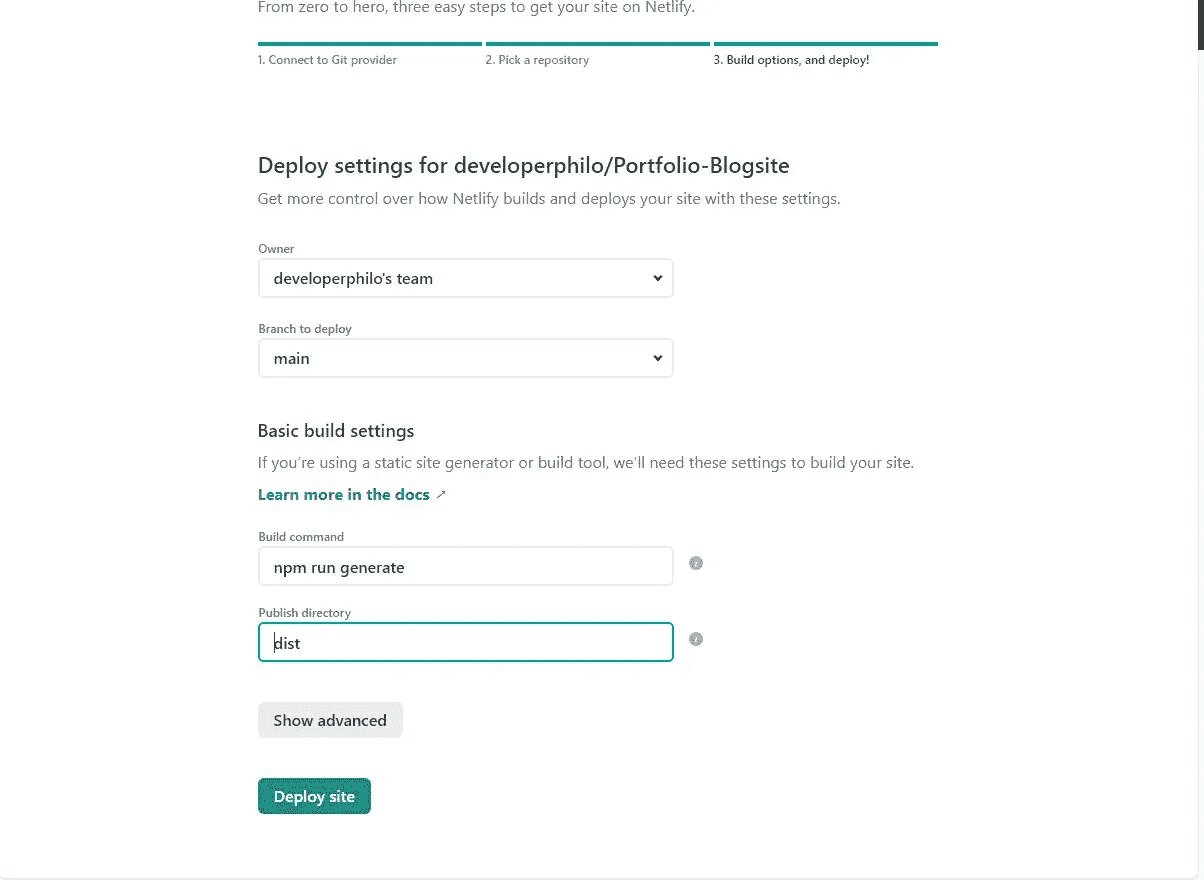 From zero to hero, three easy steps to get your site on Netlify.
1. Connect to Git provider
2. Pick a repository
3. Build options, and deploy!
Deploy settings for developerphilo/Portfolio-Blogsite
Get more control over how Netlify builds and deploys your site with these settings.
Owner
developerphilo's team
Branch to deploy
main
Basic build settings
If you’re using a static site generator or build tool, we’ll need these settings to build your site.
Learn more in the docs ↗
Build command
npm run generate
i
Publish directory
dist
i
Show advanced
Deploy site